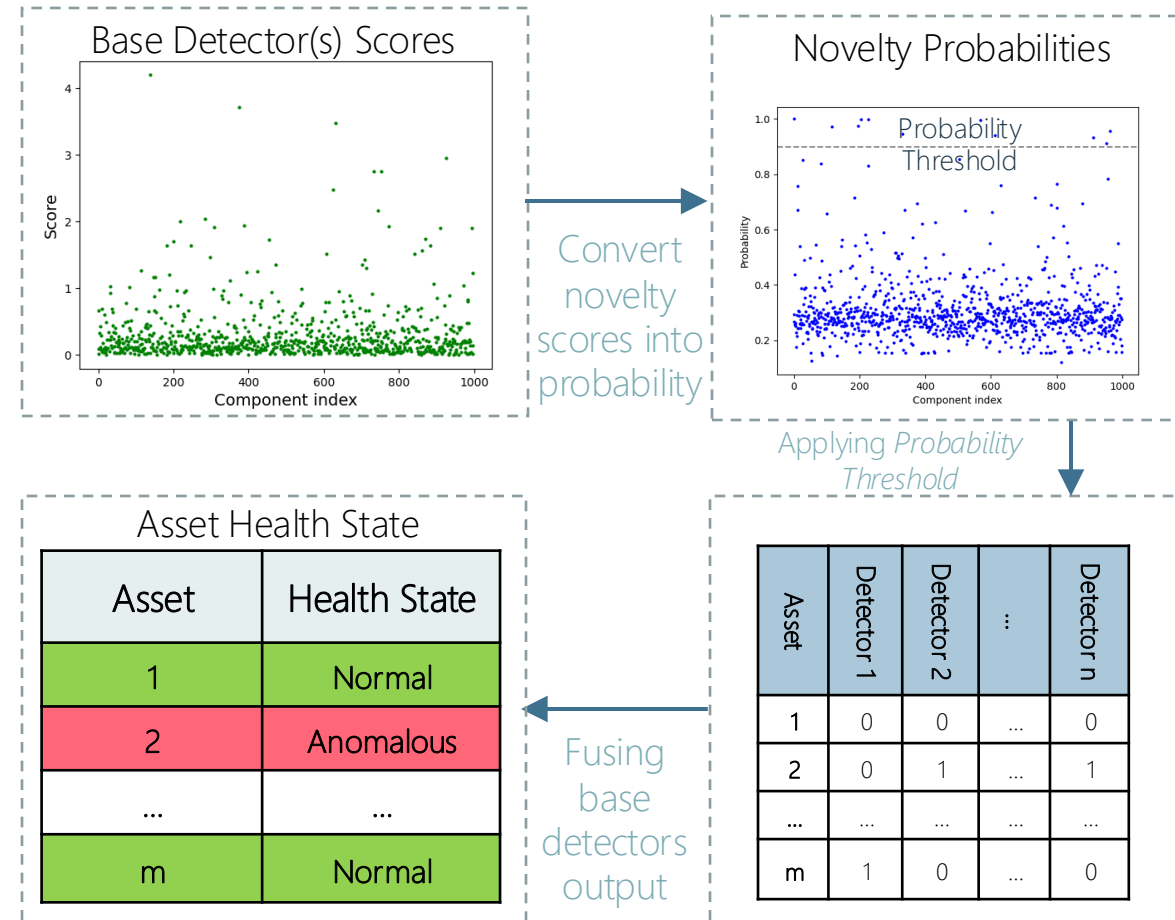 Base Detector(s) Scores
4
3
2
1
0
Score
0 200 400 600 800 1000
Component index
Convert
novelty
scores into
probability
Novelty Probabilities
1.0
0.8
0.6
0.4
0.2
Probability
Probability
Threshold
0 200 400 600 800 1000
Component index
Applying Probability
Threshold
Asset Detector 1 Detector 2 ... Detector n
1 0 0 ... 0
2 0 1 ... 1
... ... ... ... ...
m 1 0 ... 0
Fusing
base
detectors
output
Asset Health State
Asset Health State
1 Normal
2 Anomalous
... ...
m Normal